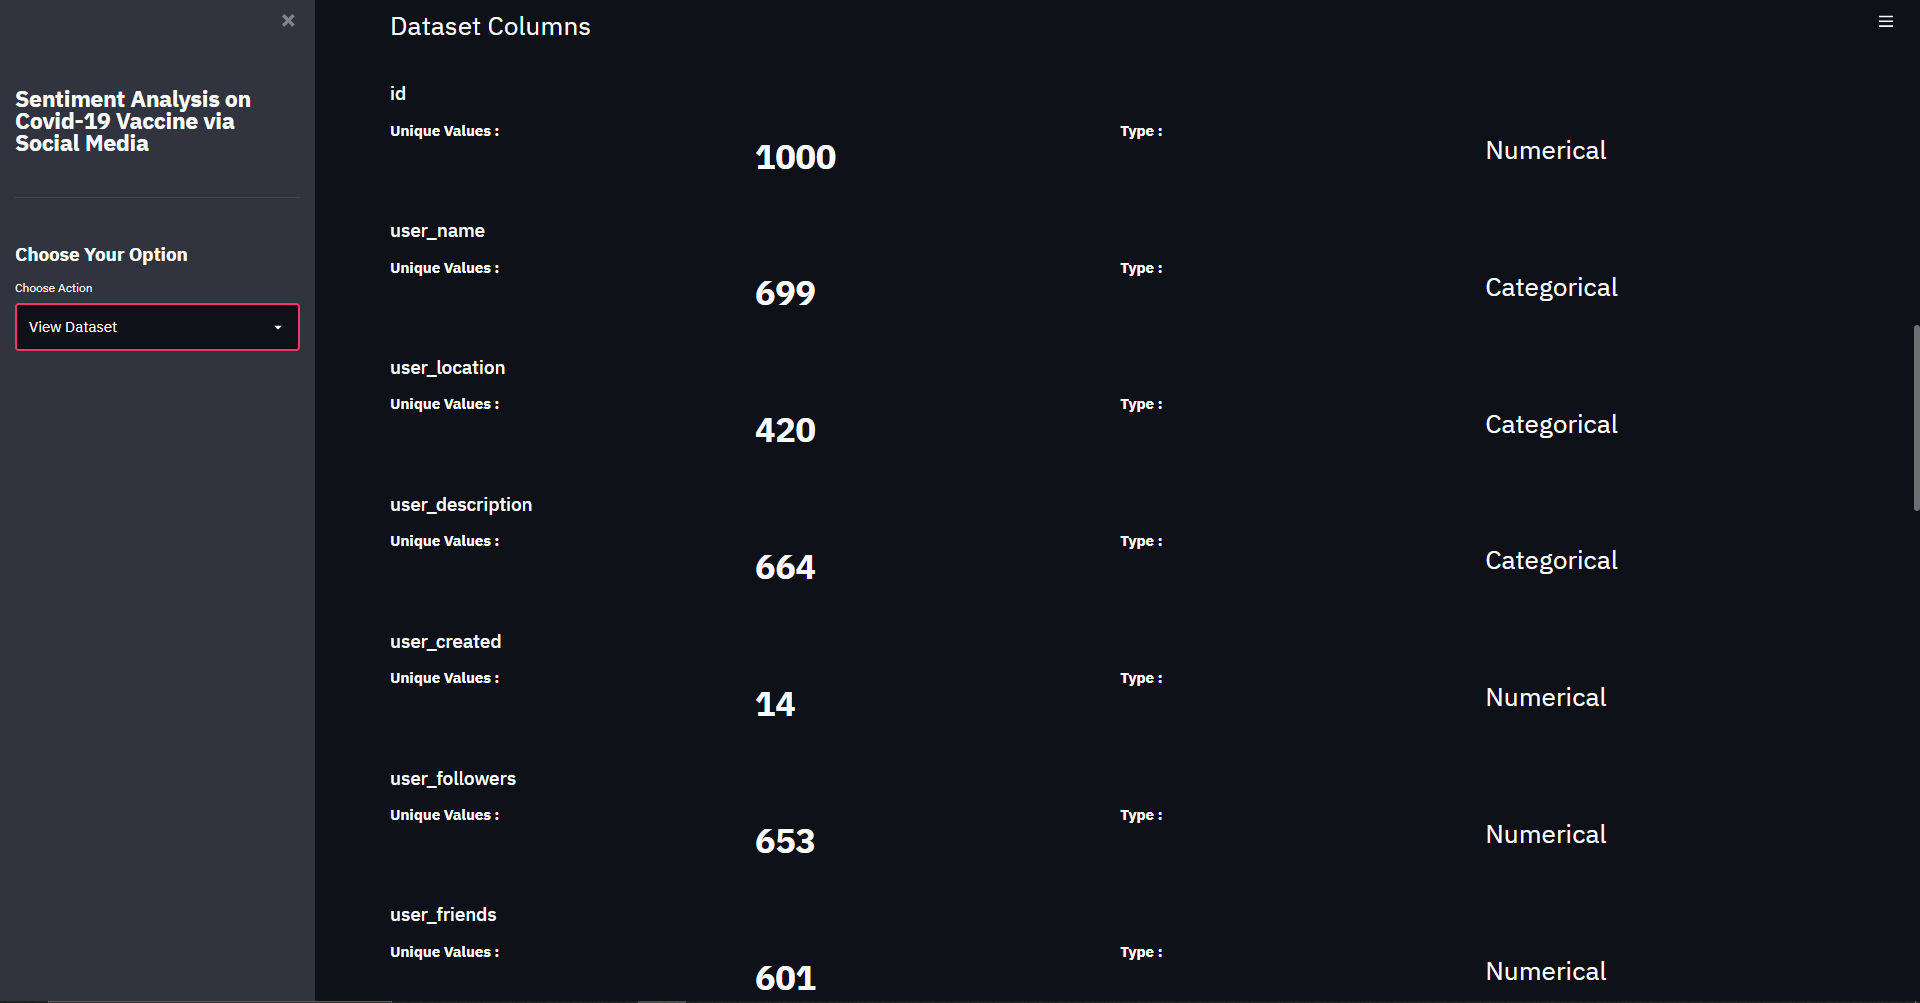 Sentiment Analysis on
Covid-19 Vaccine via
Social Media
Choose Your Option
Choose Action
View Dataset
Dataset Columns
id
Unique Values :
1000
Type :
Numerical
user_name
Unique Values :
699
Type :
Categorical
user_location
Unique Values :
420
Type :
Categorical
user_description
Unique Values :
664
Type :
Categorical
user_created
Unique Values :
14
Type :
Numerical
user_followers
Unique Values :
653
Type :
Numerical
user_friends
Unique Values :
601
Type :
Numerical